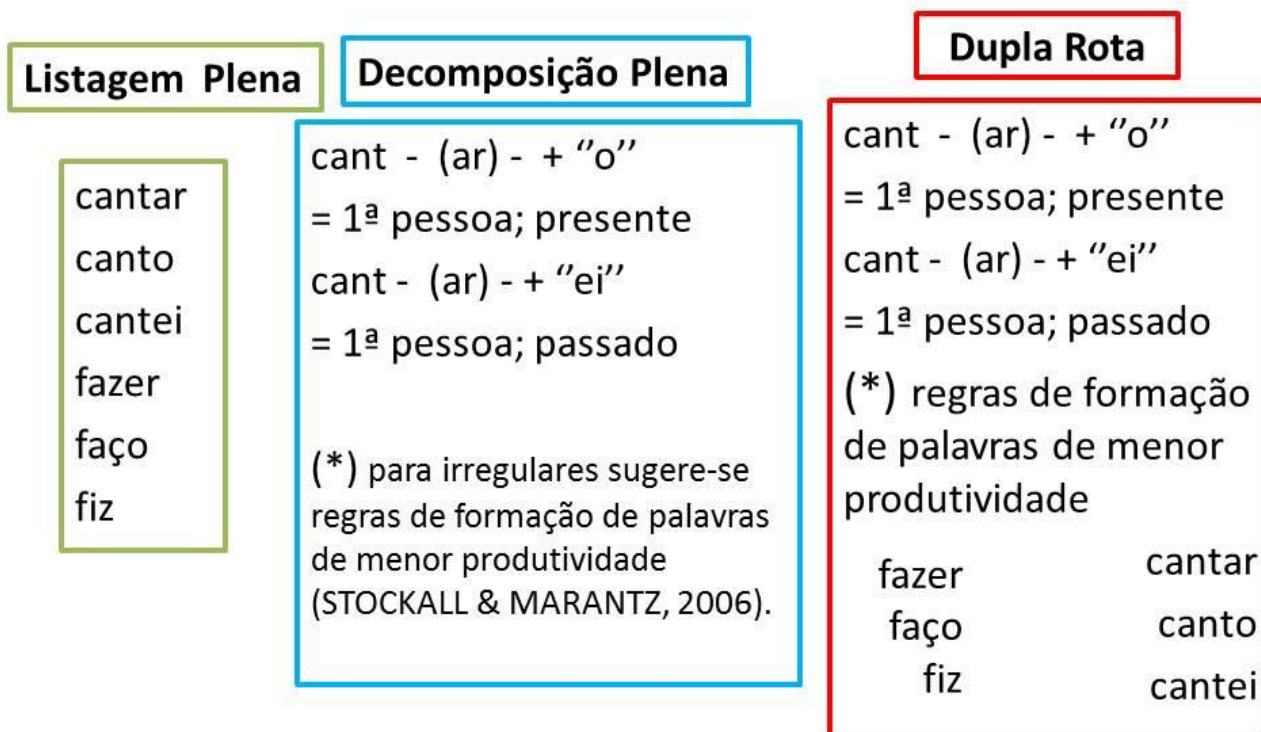 Listagem Plena
cantar
canto
cantei
fazer
faço
fiz
Decomposição Plena
cant - (ar) - + ‘’o’’
= 1ª pessoa; presente
cant - (ar) - + ‘’ei’’
= 1ª pessoa; passado
(*) para irregulares sugere-se
regras de formação de palavras
de menor produtividade
(STOCKALL & MARANTZ, 2006).
Dupla Rota
cant - (ar) - + ‘’o’’
= 1ª pessoa; presente
cant - (ar) - + ‘’ei’’
= 1ª pessoa; passado
(*) regras de formação
de palavras de menor
produtividade
fazer cantar
faço canto
fiz cantei